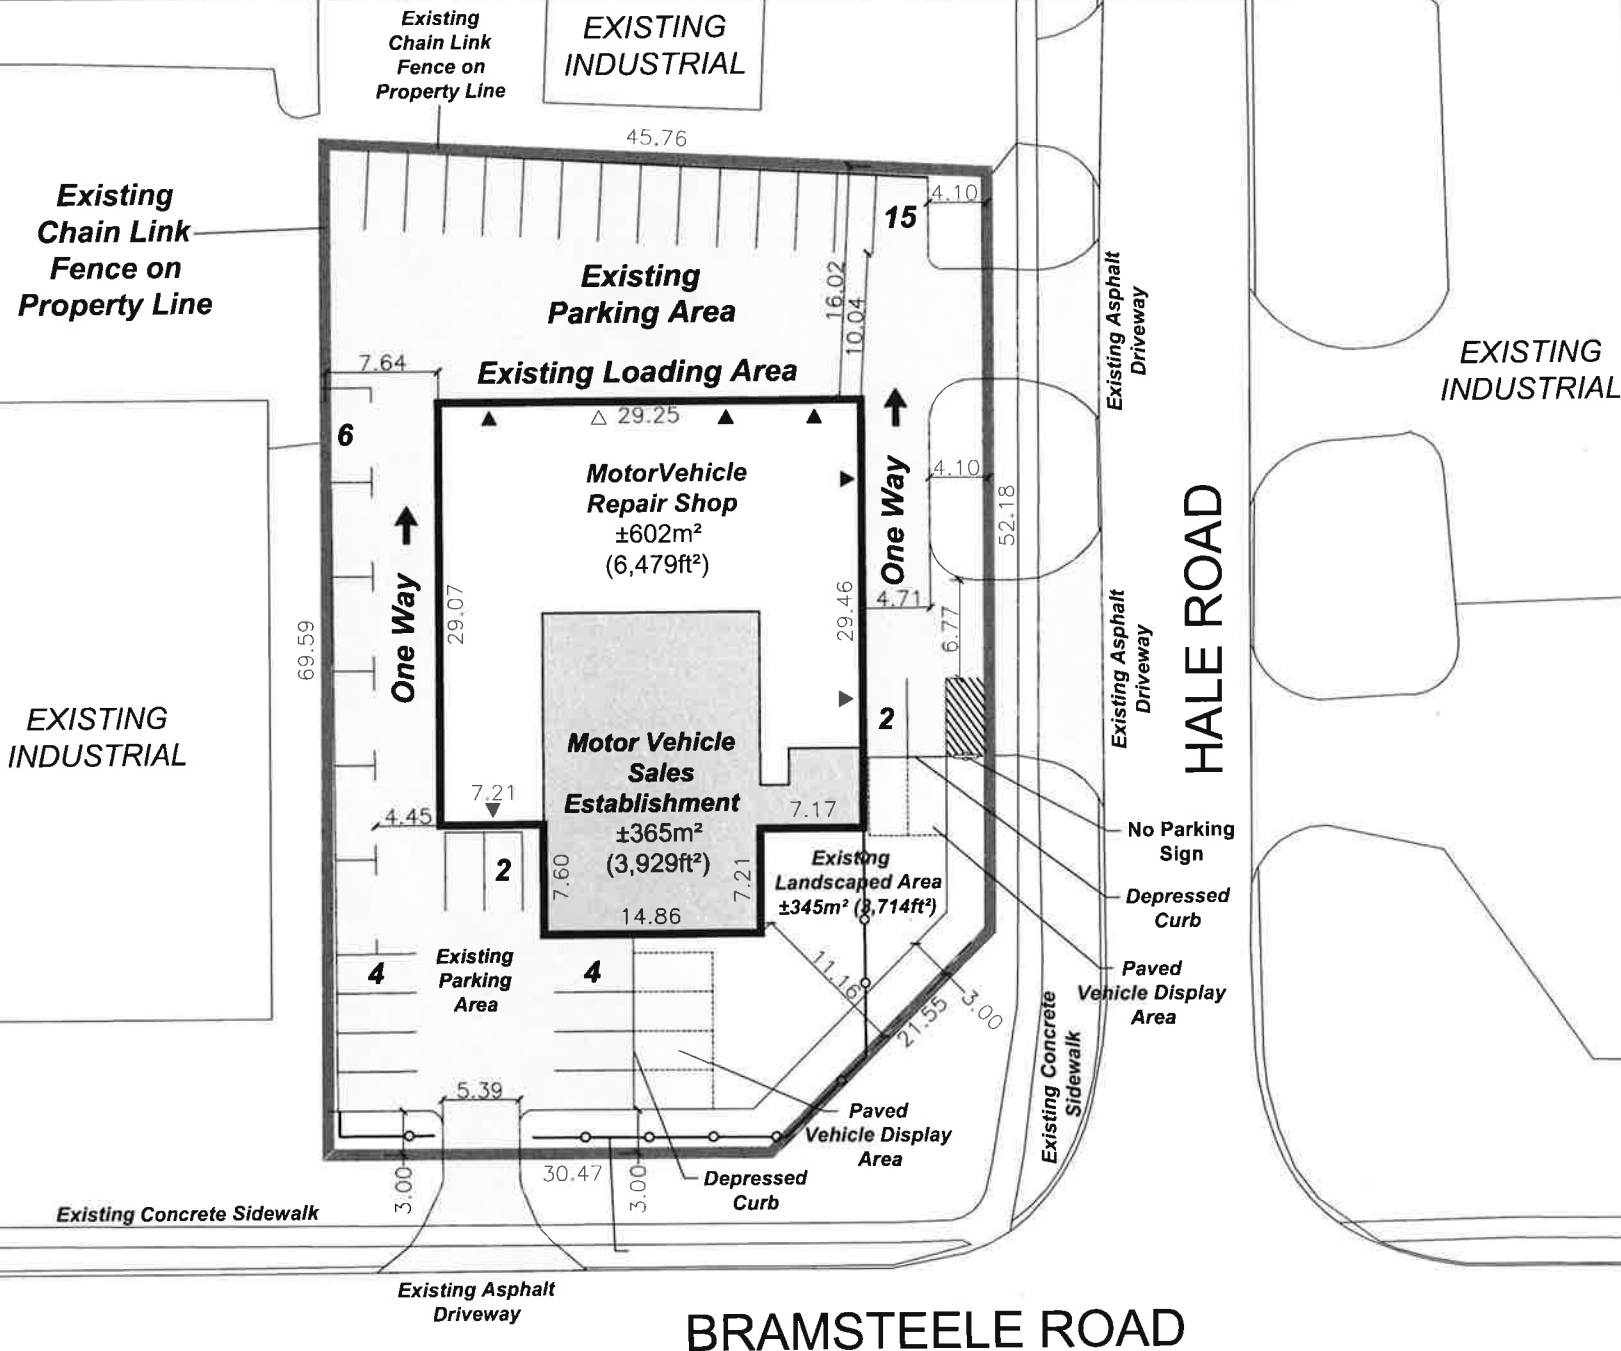 Existing
Chain Link
Fence on
Property Line
EXISTING
INDUSTRIAL
45.76
Existing
Chain Link
Fence on
Property Line
15
4.10
Existing
Parking Area
16.02
10.04
Existing Asphalt
Driveway
EXISTING
INDUSTRIAL
7.64
Existing Loading Area
29.25
6
MotorVehicle
Repair Shop
±602m²
(6,479ft²)
One Way
4.10
52.18
HALE ROAD
One Way
29.07
29.46
4.71
6.77
69.59
Existing Asphalt
Driveway
EXISTING
INDUSTRIAL
2
Motor Vehicle
Sales
Establishment
±365m²
(3,929ft²)
7.21
7.17
4.45
No Parking
Sign
2
7.60
7.21
14.86
Existing
Landscaped Area
±345m² (3,714ft²)
Depressed
Curb
4
Existing
Parking
Area
4
11.16
21.55
3.00
Paved
Vehicle Display
Area
Existing Concrete
Sidewalk
5.39
Paved
Vehicle Display
Area
3.00
30.47
3.00
Depressed
Curb
Existing Concrete Sidewalk
Existing Asphalt
Driveway
BRAMSTEELE ROAD